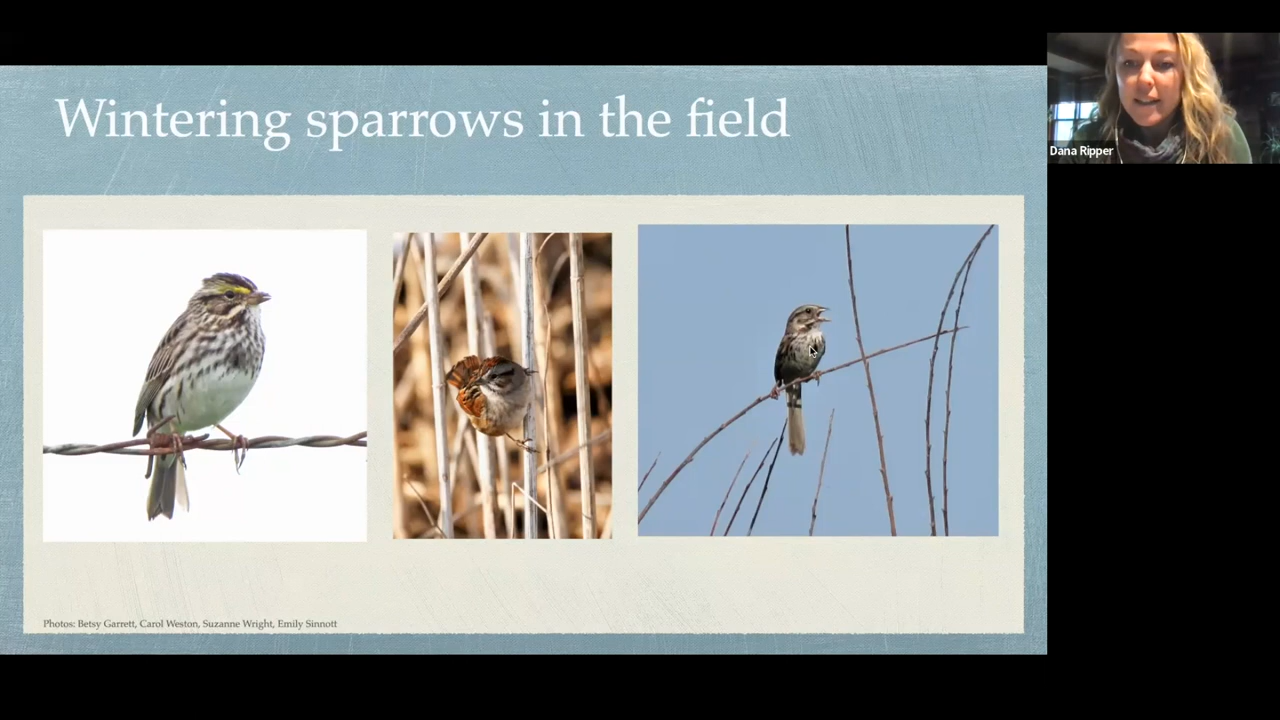 Wintering sparrows in the field
Dana Ripper
Photos: Betsy Garrett, Carol Weston, Suzanne Wright, Emily Sinnott